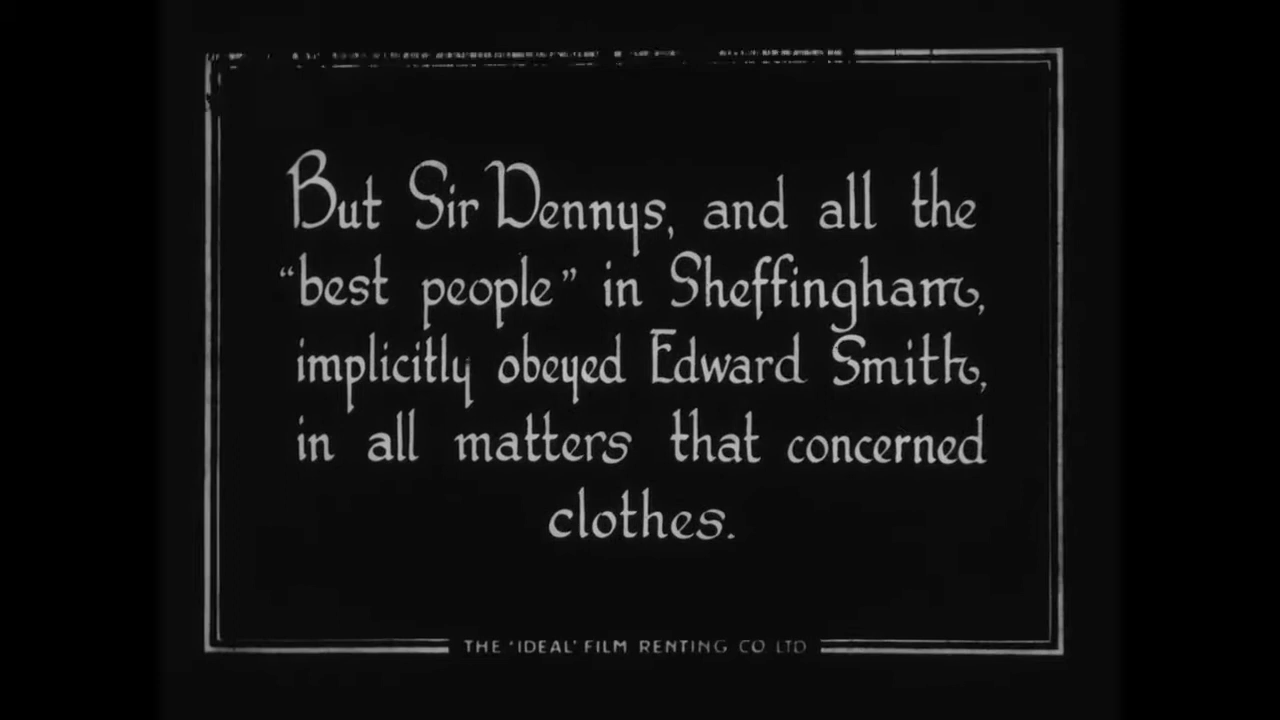 But Sir Dennys, and all the
“best people” in Sheffingham,
implicitly obeyed Edward Smith,
in all matters that concerned
clothes.
THE ‘IDEAL’ FILM RENTING CO LTD